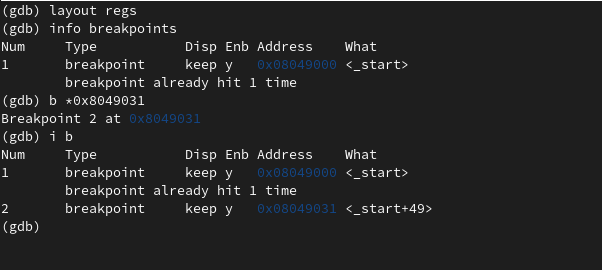 (gdb) layout regs
(gdb) info breakpoints
Num     Type           Disp Enb Address    What
1       breakpoint     keep y   0x08049000 <_start>
        breakpoint already hit 1 time
(gdb) b *0x8049031
Breakpoint 2 at 0x8049031
(gdb) i b
Num     Type           Disp Enb Address    What
1       breakpoint     keep y   0x08049000 <_start>
        breakpoint already hit 1 time
2       breakpoint     keep y   0x08049031 <_start+49>
(gdb)